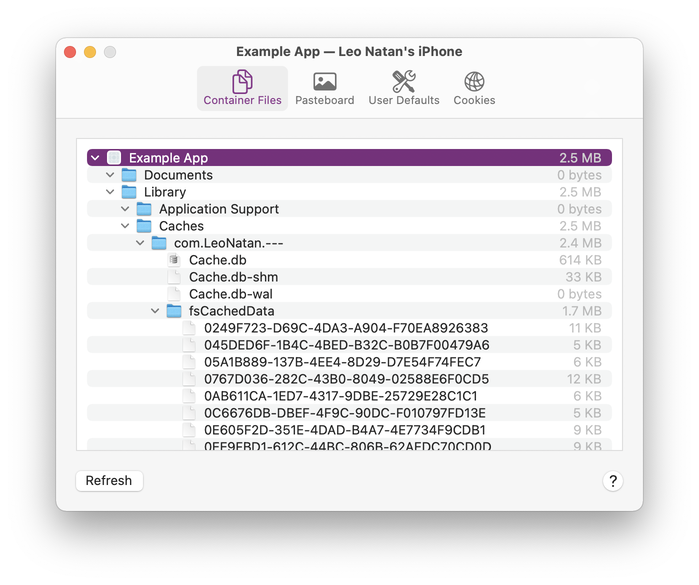 Example App — Leo Natan's iPhone
Container Files Pasteboard User Defaults Cookies
Example App 2.5 MB
Documents 0 bytes
Library 2.5 MB
Application Support 0 bytes
Caches 2.5 MB
com.LeoNatan.--- 2.4 MB
Cache.db 614 KB
Cache.db-shm 33 KB
Cache.db-wal 0 bytes
fsCachedData 1.7 MB
0249F723-D69C-4DA3-A904-F70EA8926383 11 KB
045DED6F-1B4C-4BED-B32C-B0B7F00479A6 5 KB
05A1B889-137B-4EE4-8D29-D7E54F74FEC7 6 KB
0767D036-282C-43B0-8049-02588E6F0CD5 12 KB
0AB611CA-1ED7-4317-9DBE-25729E28C1C1 6 KB
0C6676DB-DBEF-4F9C-90DC-F010797FD13E 5 KB
0E605F2D-351E-4DAD-B4A7-4E7734F9CDB1 9 KB
9 KB
Refresh ?